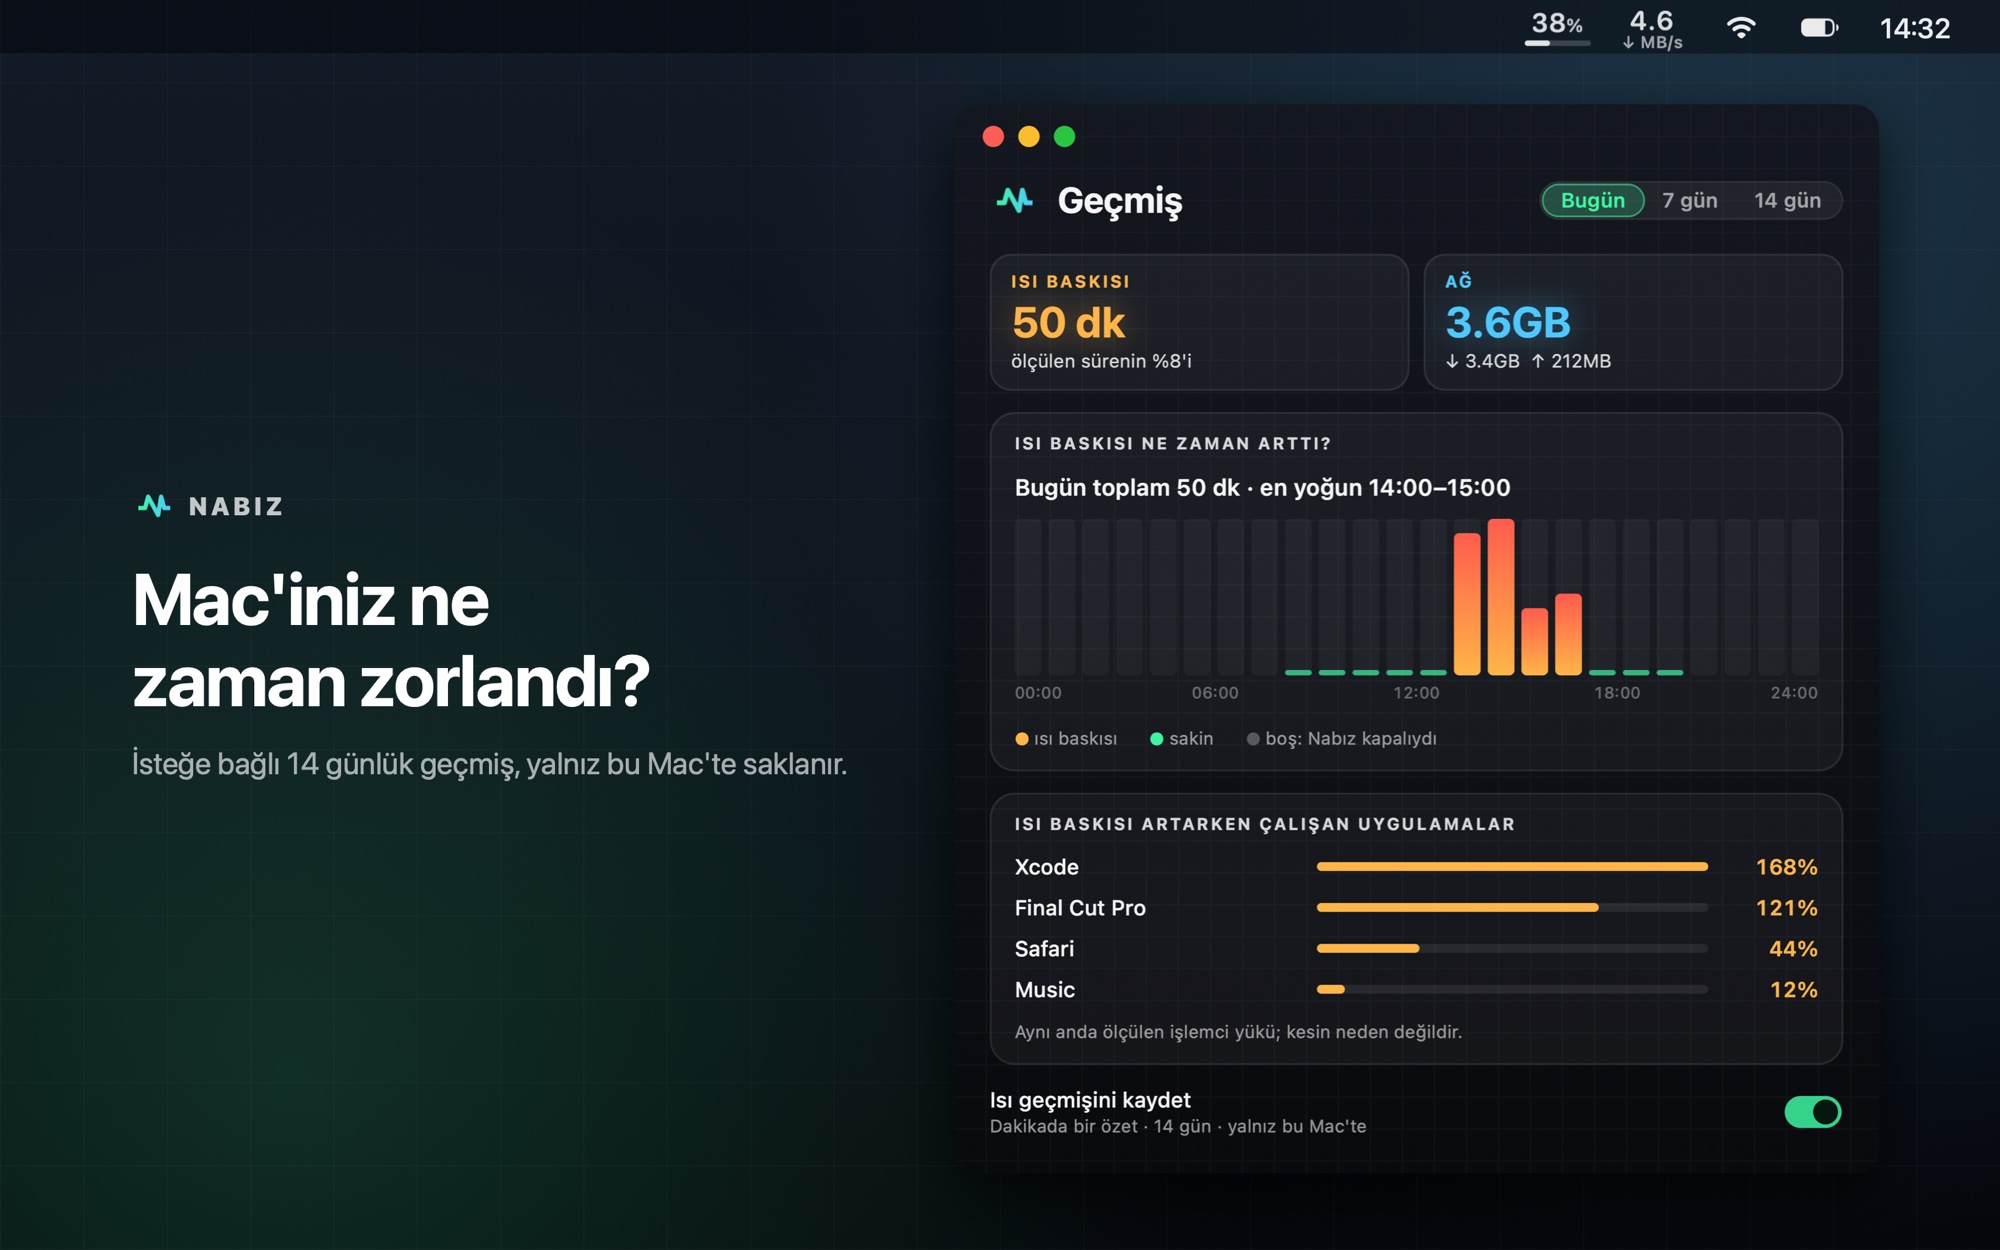 38%
4.6
↓ MB/s
14:32
NABIZ
Mac'iniz ne
zaman zorlandı?
İsteğe bağlı 14 günlük geçmiş, yalnız bu Mac'te saklanır.
Geçmiş
Bugün 7 gün 14 gün
ISI BASKISI
50 dk
ölçülen sürenin %8'i
AĞ
3.6GB
↓ 3.4GB ↑ 212MB
ISI BASKISI NE ZAMAN ARTTI?
Bugün toplam 50 dk · en yoğun 14:00–15:00
00:00 06:00 12:00 18:00 24:00
ısı baskısı sakin boş: Nabız kapalıydı
ISI BASKISI ARTARKEN ÇALIŞAN UYGULAMALAR
Xcode 168%
Final Cut Pro 121%
Safari 44%
Music 12%
Aynı anda ölçülen işlemci yükü; kesin neden değildir.
Isı geçmişini kaydet
Dakikada bir özet · 14 gün · yalnız bu Mac'te